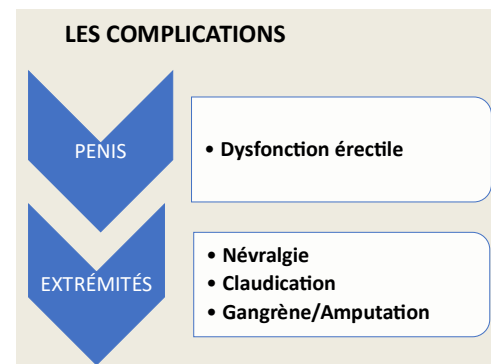 LES COMPLICATIONS
PENIS
• Dysfonction érectile
EXTRÉMITÉS
• Névralgie
• Claudication
• Gangrène/Amputation